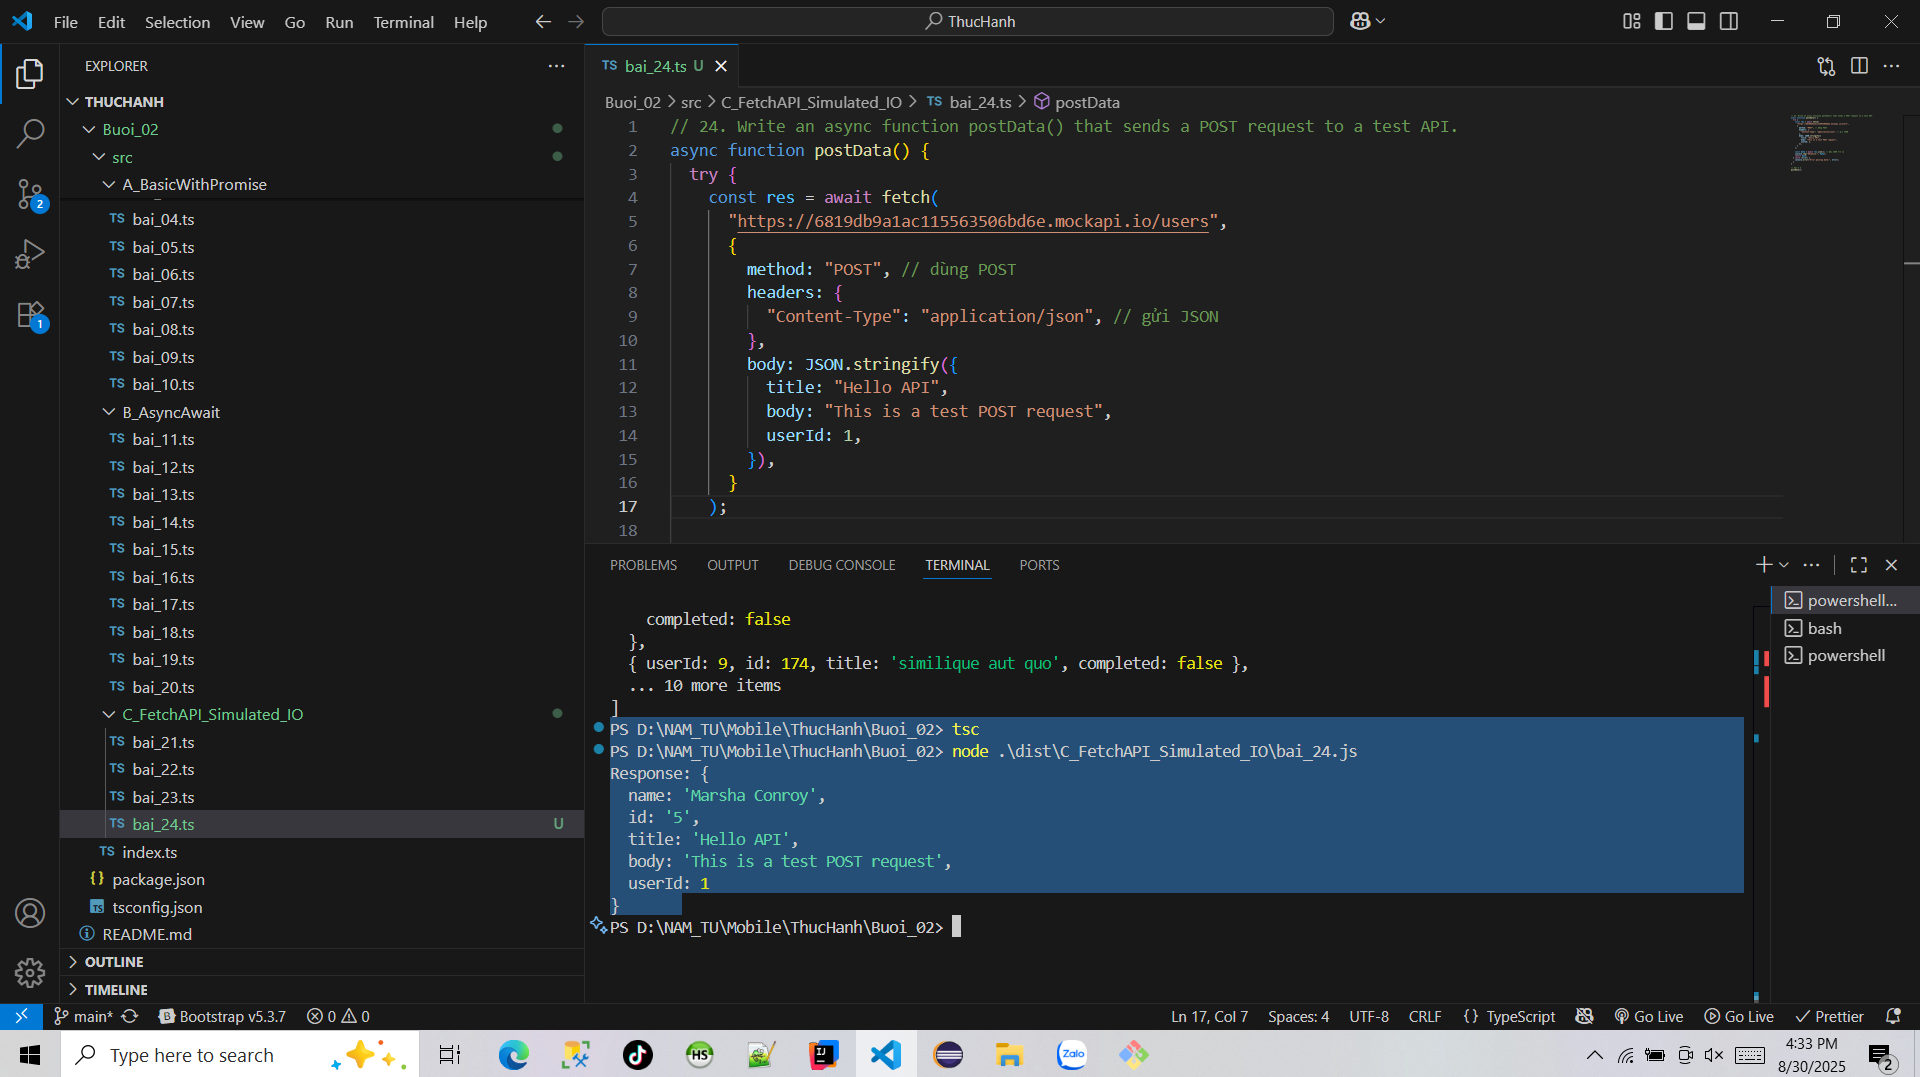 File Edit Selection View Go Run Terminal Help
ThucHanh
EXPLORER
THUCHANH
Buoi_02
src
A_BasicWithPromise
TS bai_04.ts
TS bai_05.ts
TS bai_06.ts
TS bai_07.ts
TS bai_08.ts
TS bai_09.ts
TS bai_10.ts
B_AsyncAwait
TS bai_11.ts
TS bai_12.ts
TS bai_13.ts
TS bai_14.ts
TS bai_15.ts
TS bai_16.ts
TS bai_17.ts
TS bai_18.ts
TS bai_19.ts
TS bai_20.ts
C_FetchAPI_Simulated_IO
TS bai_21.ts
TS bai_22.ts
TS bai_23.ts
TS bai_24.ts U
TS index.ts
{} package.json
TS tsconfig.json
README.md
OUTLINE
TIMELINE
2
1
TS bai_24.ts U
Buoi_02 > src > C_FetchAPI_Simulated_IO > TS bai_24.ts > postData
1 // 24. Write an async function postData() that sends a POST request to a test API.
2 async function postData() {
3 try {
4 const res = await fetch(
5 "https://6819db9a1ac115563506bd6e.mockapi.io/users",
6 {
7 method: "POST", // dùng POST
8 headers: {
9 "Content-Type": "application/json", // gửi JSON
10 },
11 body: JSON.stringify({
12 title: "Hello API",
13 body: "This is a test POST request",
14 userId: 1,
15 }),
16 }
17 );
18
PROBLEMS OUTPUT DEBUG CONSOLE TERMINAL PORTS
completed: false
},
{ userId: 9, id: 174, title: 'similique aut quo', completed: false },
... 10 more items
]
PS D:\NAM_TU\Mobile\ThucHanh\Buoi_02> tsc
PS D:\NAM_TU\Mobile\ThucHanh\Buoi_02> node .\dist\C_FetchAPI_Simulated_IO\bai_24.js
Response: {
name: 'Marsha Conroy',
id: '5',
title: 'Hello API',
body: 'This is a test POST request',
userId: 1
}
PS D:\NAM_TU\Mobile\ThucHanh\Buoi_02>
powershell...
bash
powershell
main* Bootstrap v5.3.7 0 0
Ln 17, Col 7 Spaces: 4 UTF-8 CRLF {} TypeScript Go Live Go Live Prettier
Type here to search
HS
IJ
Zalo
4:33 PM
8/30/2025
2